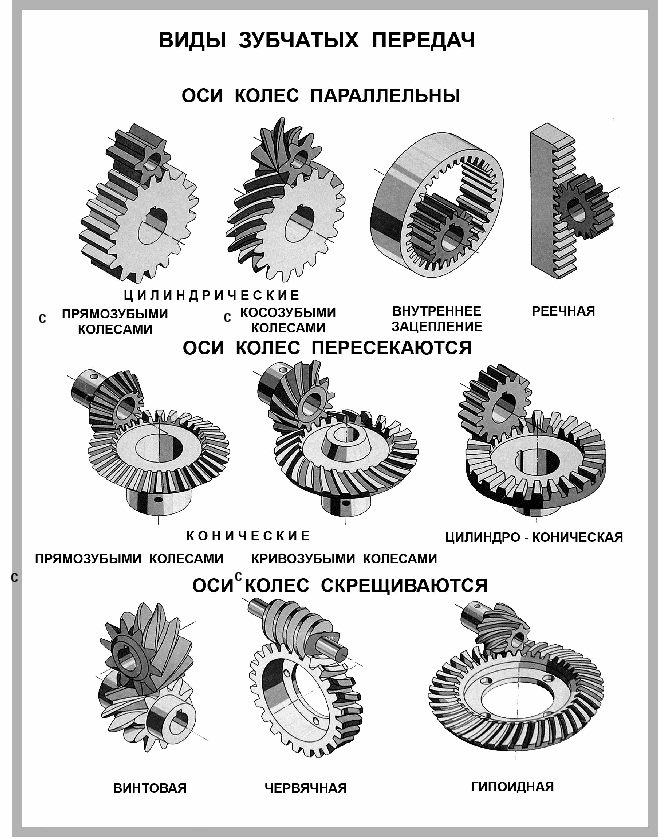 ВИДЫ ЗУБЧАТЫХ ПЕРЕДАЧ
ОСИ КОЛЕС ПАРАЛЛЕЛЬНЫ
ЦИЛИНДРИЧЕСКИЕ
С ПРЯМОЗУБЫМИ КОЛЕСАМИ
С КОСОЗУБЫМИ КОЛЕСАМИ
ВНУТРЕННЕЕ ЗАЦЕПЛЕНИЕ
РЕЕЧНАЯ
ОСИ КОЛЕС ПЕРЕСЕКАЮТСЯ
КОНИЧЕСКИЕ
С ПРЯМОЗУБЫМИ КОЛЕСАМИ
С КРИВОЗУБЫМИ КОЛЕСАМИ
ЦИЛИНДРО - КОНИЧЕСКАЯ
ОСИ КОЛЕС СКРЕЩИВАЮТСЯ
ВИНТОВАЯ
ЧЕРВЯЧНАЯ
ГИПОИДНАЯ